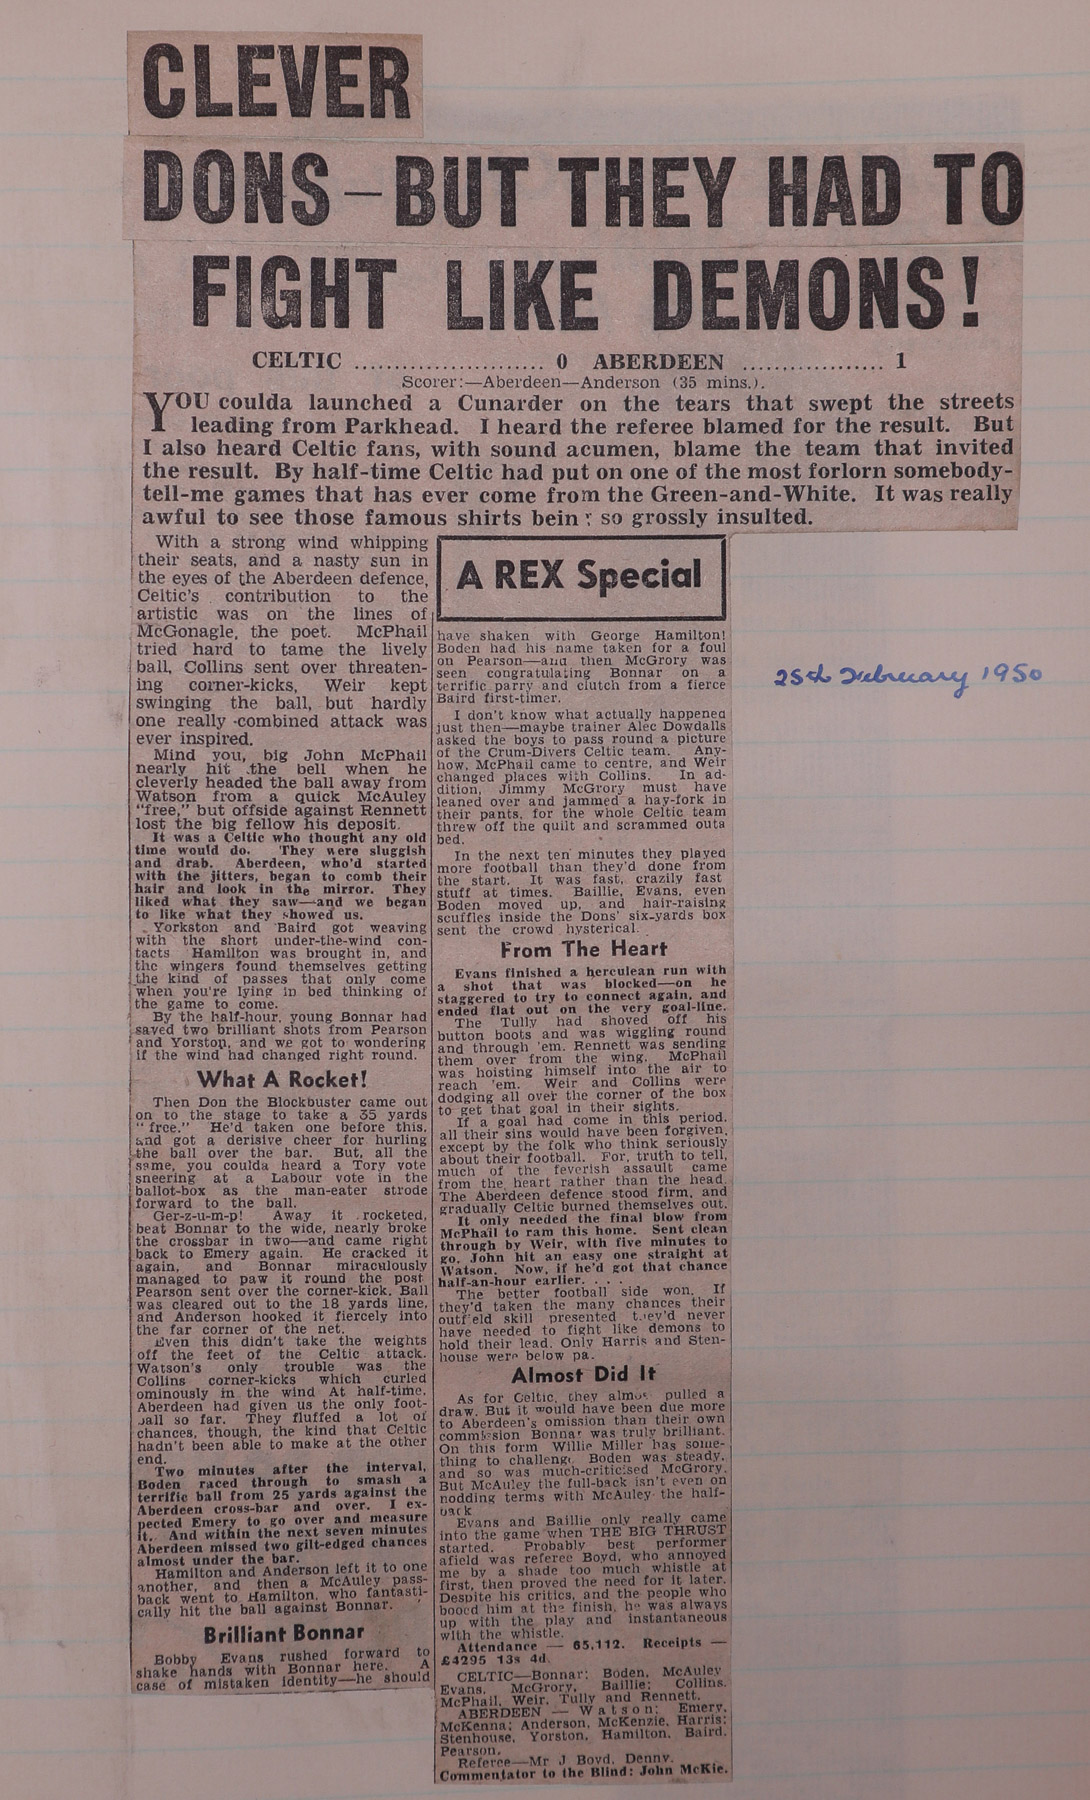 CLEVER
DONS—BUT THEY HAD TO
FIGHT LIKE DEMONS!
CELTIC ........................ 0 ABERDEEN .................. 1
Scorer:—Aberdeen—Anderson (35 mins.).
YOU coulda launched a Cunarder on the tears that swept the streets
leading from Parkhead. I heard the referee blamed for the result. But
I also heard Celtic fans, with sound acumen, blame the team that invited
the result. By half-time Celtic had put on one of the most forlorn somebody-
tell-me games that has ever come from the Green-and-White. It was really
awful to see those famous shirts being so grossly insulted.
With a strong wind whipping
their seats, and a nasty sun in
the eyes of the Aberdeen defence,
Celtic's contribution to the
artistic was on the lines of
McGonagle, the poet. McPhail
tried hard to tame the lively
ball, Collins sent over threaten-
ing corner-kicks, Weir kept
swinging the ball, but hardly
one really combined attack was
ever inspired.
Mind you, big John McPhail
nearly hit the bell when he
cleverly headed the ball away from
Watson from a quick McAuley
"free," but offside against Rennett
lost the big fellow his deposit.
It was a Celtic who thought any old
time would do. They were sluggish
and drab. Aberdeen, who'd started
with the jitters, began to comb their
hair and look in the mirror. They
liked what they saw—and we began
to like what they showed us.
Yorkston and Baird got weaving
with the short under-the-wind con-
tacts Hamilton was brought in, and
the wingers found themselves getting
the kind of passes that only come
when you're lying in bed thinking of
the game to come.
By the half-hour, young Bonnar had
saved two brilliant shots from Pearson
and Yorston, and we got to wondering
if the wind had changed right round.
What A Rocket!
Then Don the Blockbuster came out
on to the stage to take a 35 yards
"free." He'd taken one before this,
and got a derisive cheer for hurling
the ball over the bar. But, all the
same, you coulda heard a Tory vote
sneering at a Labour vote in the
ballot-box as the man-eater strode
forward to the ball.
Ger-z-u-m-p! Away it rocketed,
beat Bonnar to the wide, nearly broke
the crossbar in two—and came right
back to Emery again. He cracked it
again, and Bonnar miraculously
managed to paw it round the post
Pearson sent over the corner-kick. Ball
was cleared out to the 18 yards line,
and Anderson hooked it fiercely into
the far corner of the net.
Even this didn't take the weights
off the feet of the Celtic attack.
Watson's only trouble was the
Collins corner-kicks which curled
ominously in the wind At half-time,
Aberdeen had given us the only foot-
ball so far. They fluffed a lot of
chances, though, the kind that Celtic
hadn't been able to make at the other
end.
Two minutes after the interval,
Boden raced through to smash a
terrific ball from 25 yards against the
Aberdeen cross-bar and over. I ex-
pected Emery to go over and measure
it. And within the next seven minutes
Aberdeen missed two gilt-edged chances
almost under the bar.
Hamilton and Anderson left it to one
another, and then a McAuley pass-
back went to Hamilton, who fantasti-
cally hit the ball against Bonnar.
Brilliant Bonnar
Bobby Evans rushed forward to
shake hands with Bonnar here. A
case of mistaken identity—he should
A REX Special
have shaken with George Hamilton!
Boden had his name taken for a foul
on Pearson—and then McGrory was
seen congratulating Bonnar on a
terrific parry and clutch from a fierce
Baird first-timer.
I don't know what actually happened
just then—maybe trainer Alec Dowdalls
asked the boys to pass round a picture
of the Crum-Divers Celtic team. Any-
how, McPhail came to centre, and Weir
changed places with Collins. In ad-
dition, Jimmy McGrory must have
leaned over and jammed a hay-fork in
their pants, for the whole Celtic team
threw off the quilt and scrammed outa
bed.
In the next ten minutes they played
more football than they'd done from
the start. It was fast, crazily fast
stuff at times. Baillie, Evans, even
Boden moved up, and hair-raising
scuffles inside the Dons' six-yards box
sent the crowd hysterical.
From The Heart
Evans finished a herculean run with
a shot that was blocked—on he
staggered to try to connect again, and
ended flat out on the very goal-line.
The Tully had shoved off his
button boots and was wiggling round
and through 'em. Rennett was sending
them over from the wing. McPhail
was hoisting himself into the air to
reach 'em. Weir and Collins were
dodging all over the corner of the box
to get that goal in their sights.
If a goal had come in this period,
all their sins would have been forgiven,
except by the folk who think seriously
about their football. For, truth to tell,
much of the feverish assault came
from the heart rather than the head.
The Aberdeen defence stood firm, and
gradually Celtic burned themselves out.
It only needed the final blow from
McPhail to ram this home. Sent clean
through by Weir, with five minutes to
go, John hit an easy one straight at
Watson. Now, if he'd got that chance
half-an-hour earlier. . . .
The better football side won. If
they'd taken the many chances their
outfield skill presented they'd never
have needed to fight like demons to
hold their lead. Only Harris and Sten-
house were below pa.
Almost Did It
As for Celtic, they almost pulled a
draw. But it would have been due more
to Aberdeen's omission than their own
commission Bonnar was truly brilliant.
On this form Willie Miller has some-
thing to challenge. Boden was steady,
and so was much-criticised McGrory.
But McAuley the full-back isn't even on
nodding terms with McAuley the half-
back
Evans and Baillie only really came
into the game when THE BIG THRUST
started. Probably best performer
afield was referee Boyd, who annoyed
me by a shade too much whistle at
first, then proved the need for it later.
Despite his critics, and the people who
booed him at the finish, he was always
up with the play and instantaneous
with the whistle.
Attendance — 65,112. Receipts —
£4295 13s 4d.
CELTIC—Bonnar; Boden, McAuley
Evans, McGrory, Baillie; Collins,
McPhail, Weir, Tully and Rennett.
ABERDEEN — Watson; Emery,
McKenna; Anderson, McKenzie, Harris;
Stenhouse, Yorston, Hamilton, Baird,
Pearson.
Referee—Mr J Boyd, Denny.
Commentator to the Blind: John McKie.
25th February 1950